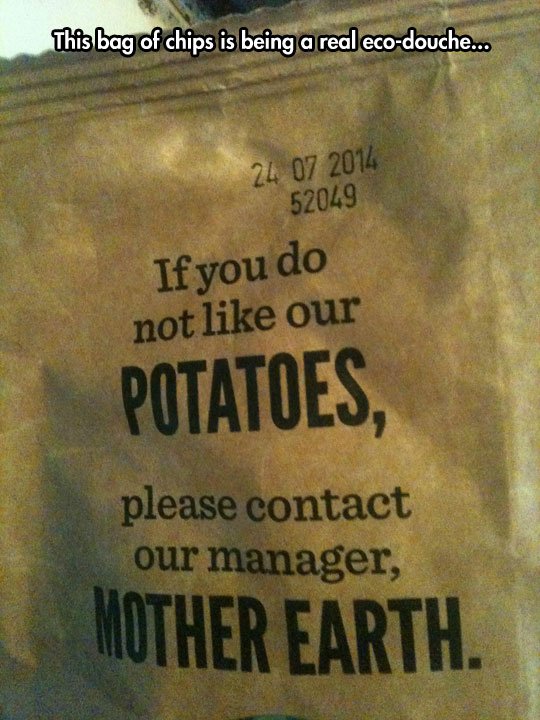 This bag of chips is being a real eco-douche...
24 07 2014
52049
If you do
not like our
POTATOES,
please contact
our manager,
MOTHER EARTH.